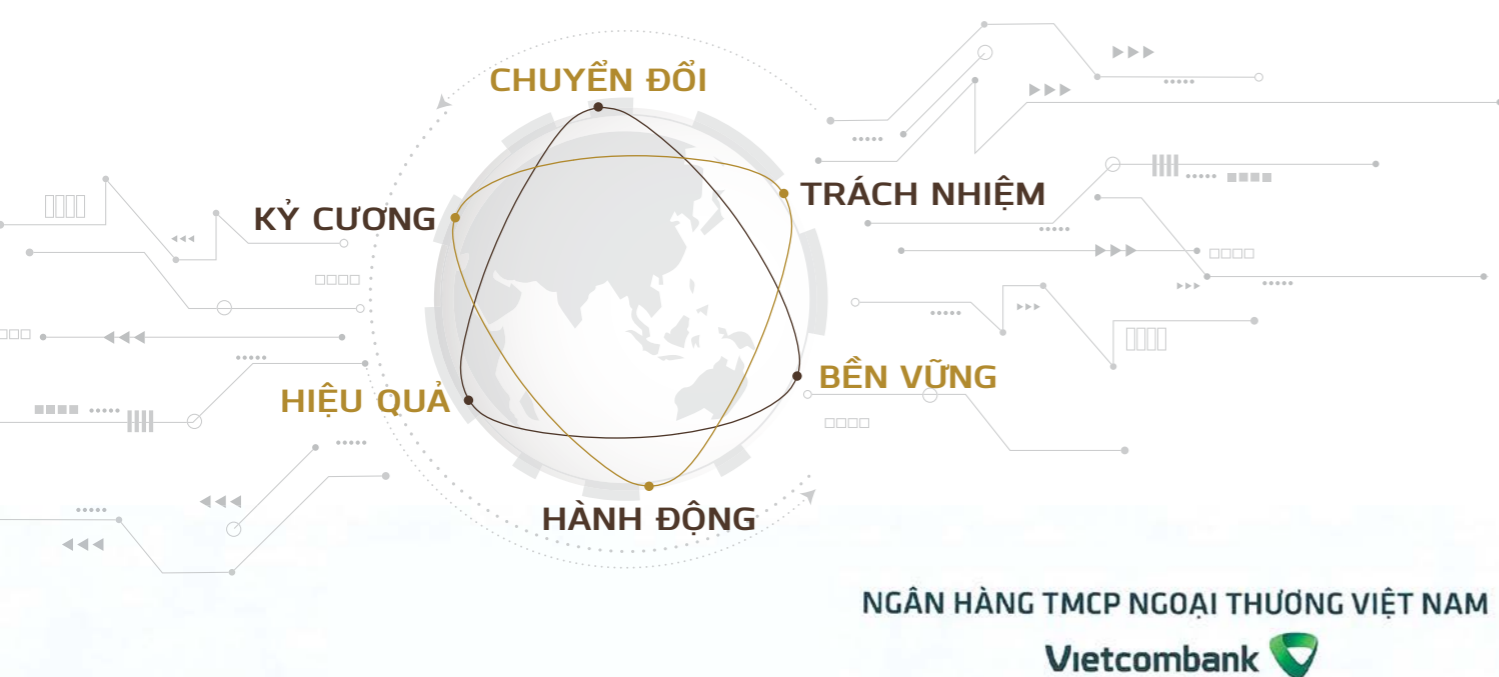 CHUYỂN ĐỔI
TRÁCH NHIỆM
KỶ CƯƠNG
BỀN VỮNG
HIỆU QUẢ
HÀNH ĐỘNG
NGÂN HÀNG TMCP NGOẠI THƯƠNG VIỆT NAM
Vietcombank